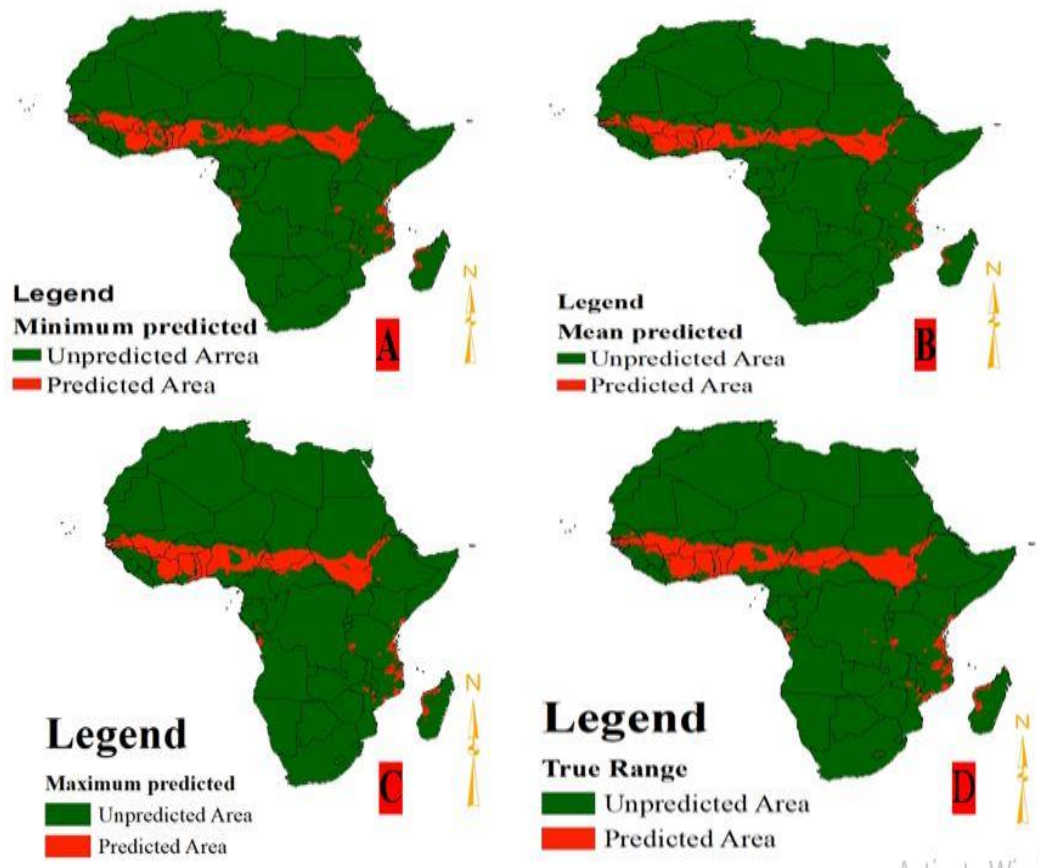 N
Legend
Minimum predicted
Unpredicted Arrea
Predicted Area
A
N
Legend
Mean predicted
Unpredicted Area
Predicted Area
B
N
Legend
Maximum predicted
Unpredicted Area
Predicted Area
C
N
Legend
True Range
Unpredicted Area
Predicted Area
D